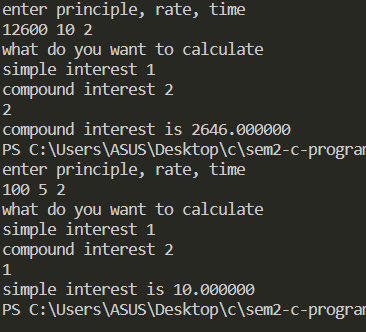 enter principle, rate, time
12600 10 2
what do you want to calculate
simple interest 1
compound interest 2
2
compound interest is 2646.000000
PS C:\Users\ASUS\Desktop\c\sem2-c-program
enter principle, rate, time
100 5 2
what do you want to calculate
simple interest 1
compound interest 2
1
simple interest is 10.000000
PS C:\Users\ASUS\Desktop\c\sem2-c-program